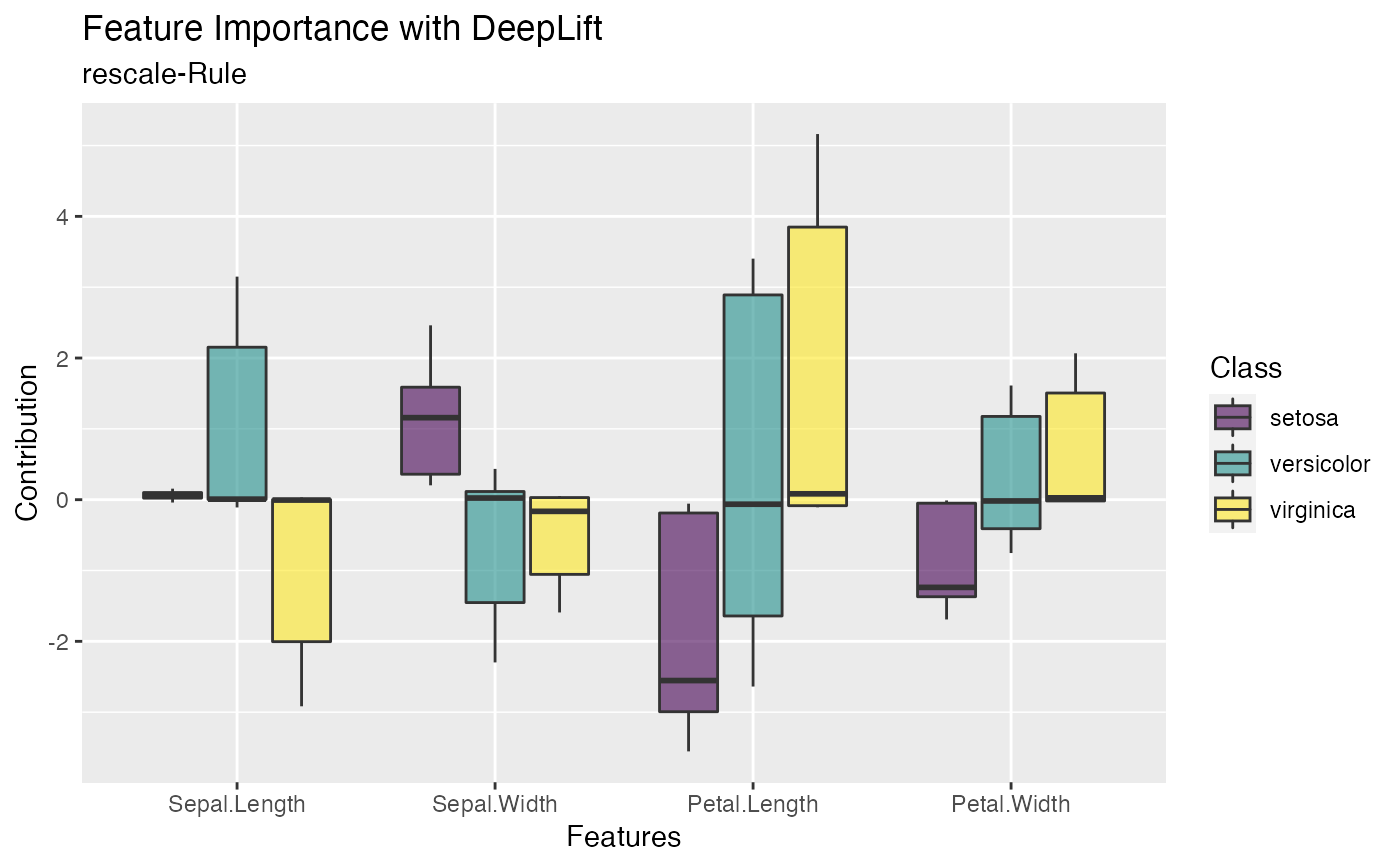 Feature Importance with DeepLift
rescale-Rule
Contribution
4
2
0
-2
Sepal.Length
Sepal.Width
Petal.Length
Petal.Width
Features
Class
setosa
versicolor
virginica